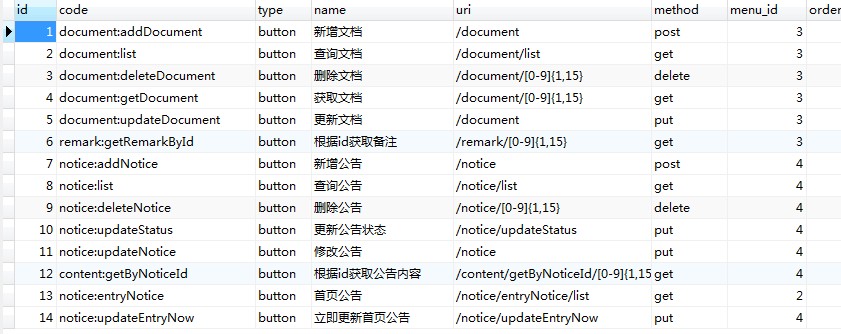 id code type name uri method menu_id order
1 document:addDocument button 新增文档 /document post 3
2 document:list button 查询文档 /document/list get 3
3 document:deleteDocument button 删除文档 /document/[0-9]{1,15} delete 3
4 document:getDocument button 获取文档 /document/[0-9]{1,15} get 3
5 document:updateDocument button 更新文档 /document put 3
6 remark:getRemarkById button 根据id获取备注 /remark/[0-9]{1,15} get 3
7 notice:addNotice button 新增公告 /notice post 4
8 notice:list button 查询公告 /notice/list get 4
9 notice:deleteNotice button 删除公告 /notice/[0-9]{1,15} delete 4
10 notice:updateStatus button 更新公告状态 /notice/updateStatus put 4
11 notice:updateNotice button 修改公告 /notice put 4
12 content:getByNoticeId button 根据id获取公告内容 /content/getByNoticeId/[0-9]{1,15 get 4
13 notice:entryNotice button 首页公告 /notice/entryNotice/list get 2
14 notice:updateEntryNow button 立即更新首页公告 /notice/updateEntryNow put 4